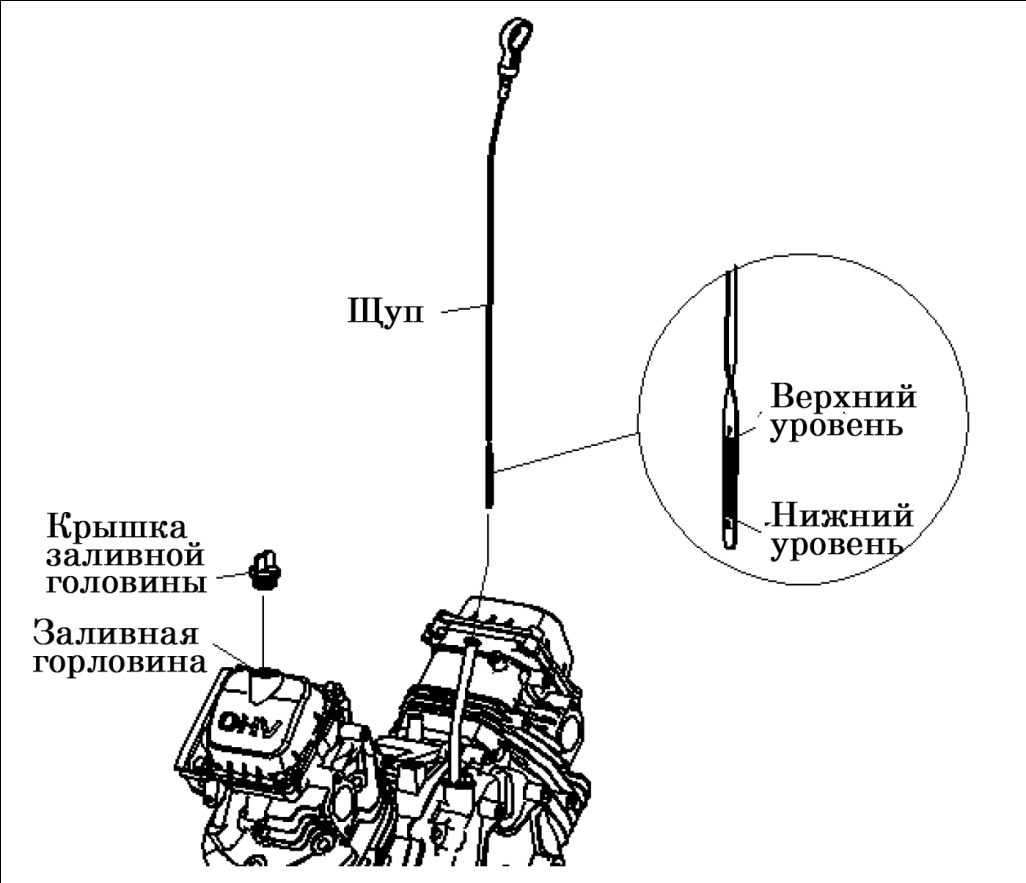 Щуп
Верхний
уровень
Нижний
уровень
Крышка
заливной
головины
Заливная
горловина
OHV